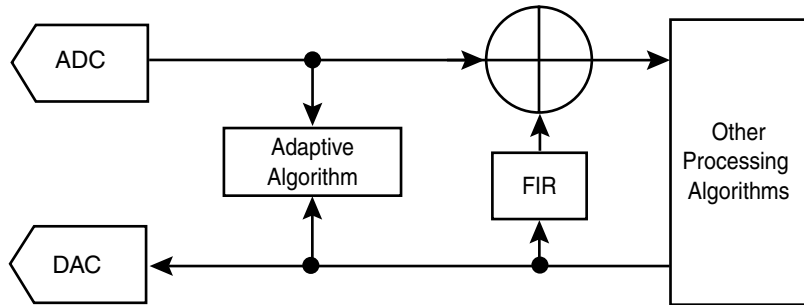 ADC
Adaptive
Algorithm
FIR
Other
Processing
Algorithms
DAC